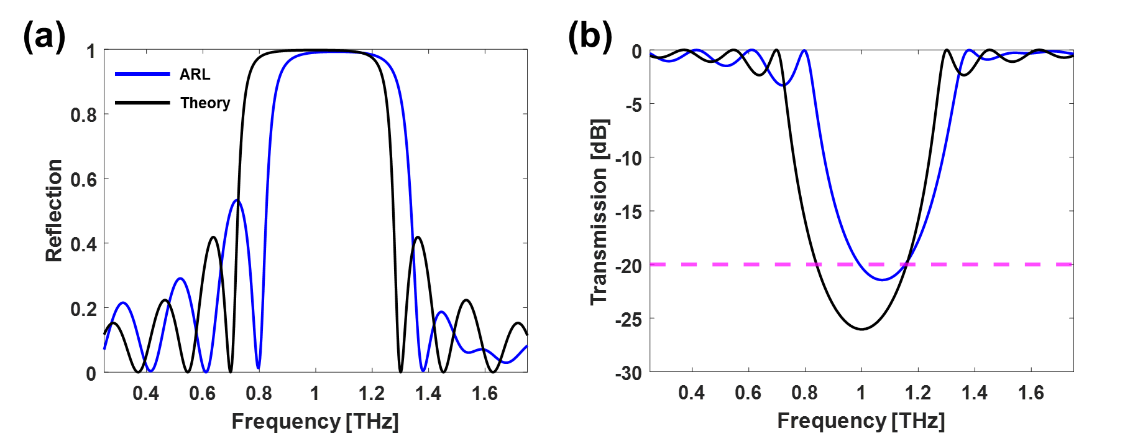 (a)
Reflection
1
0.8
0.6
0.4
0.2
0
ARL
Theory
0.4 0.6 0.8 1 1.2 1.4 1.6
Frequency [THz]
(b)
Transmission [dB]
0
-5
-10
-15
-20
-25
-30
0.4 0.6 0.8 1 1.2 1.4 1.6
Frequency [THz]